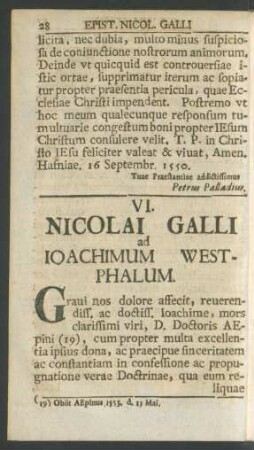 28 EPIST. NICOL. GALLI
licita, nec dubia, multo minus suspicio-
sa de coniunctione nostrorum animorum.
Deinde vt quicquid est controuersiae i-
stic ortae, supprimatur iterum ac sopia-
tur propter praesentia pericula, quae Ec-
clesiae Christi impendent. Postremo vt
hoc meum qualecunque responsum tu-
multuarie congestum boni propter IEsum
Christum consulere velit. T. P. in Chri-
sto IEsu feliciter valeat & viuat, Amen.
Hafniae. 16 Septembr. 1550.
Tuae Praestantiae addictissimus
Petrus Palladius.
VI.
NICOLAI GALLI
ad
IOACHIMUM WEST-
PHALUM.
Graui nos dolore affecit, reueren-
diss. ac doctiss. Ioachime, mors
clarissimi viri, D. Doctoris AE-
pini (19), cum propter multa excellen-
tia ipsius dona, ac praecipue sinceritatem
ac constantiam in confessione ac propu-
gnatione verae Doctrinae, qua eum re-
liquae
(19) Obiit AEpinus 1553. d. 13 Mai.